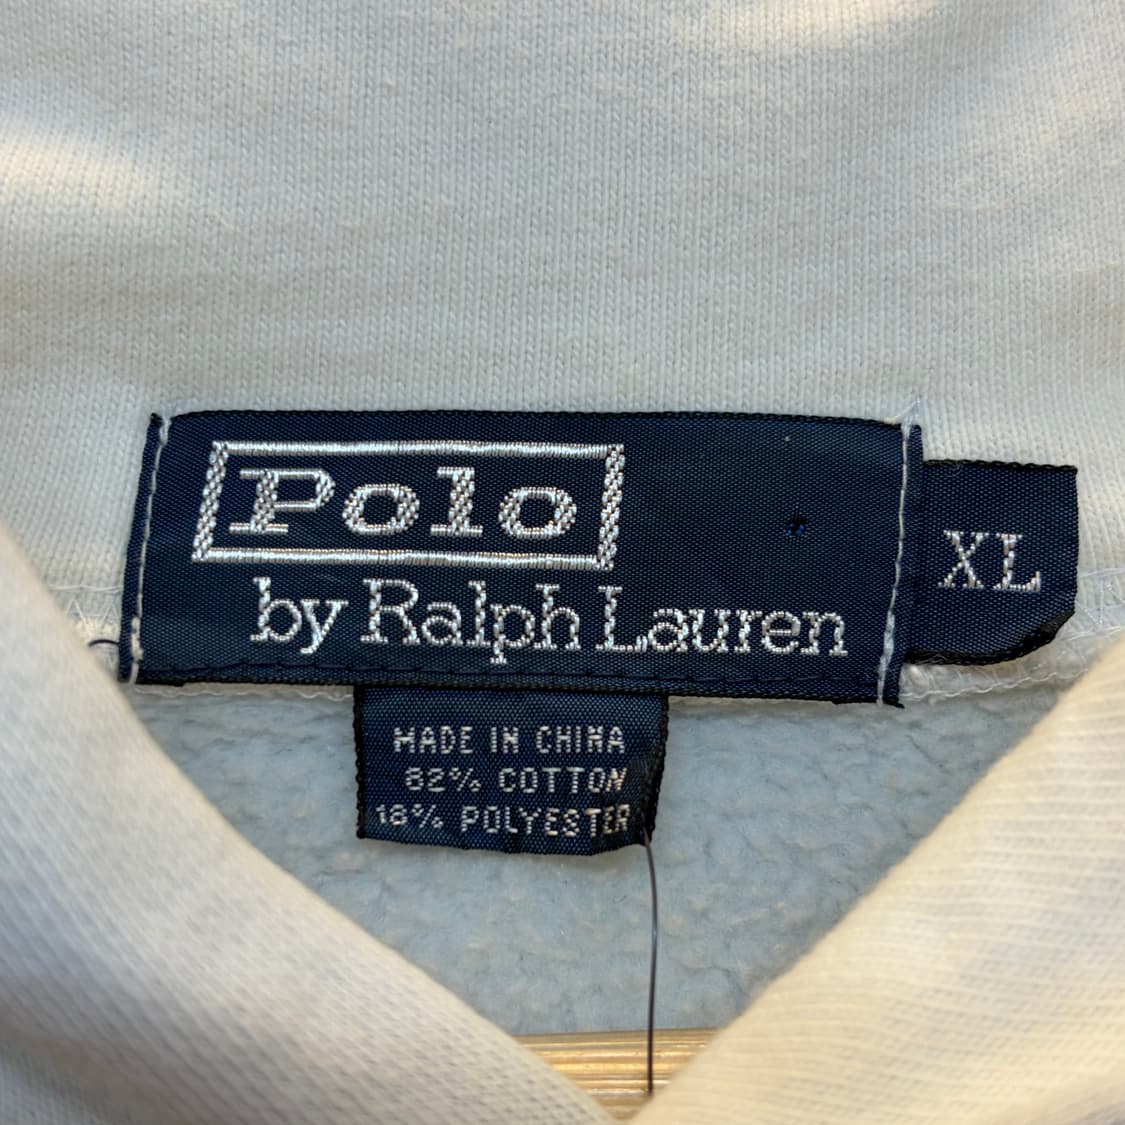 Polo
by Ralph Lauren
XL
MADE IN CHINA
82% COTTON
18% POLYESTER